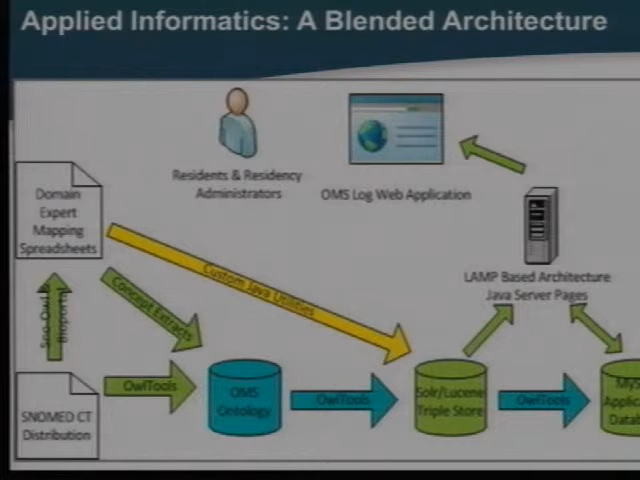 Applied Informatics: A Blended Architecture
Residents & Residency
Administrators
OMS Log Web Application
Domain
Expert
Mapping
Spreadsheets
LAMP Based Architecture
Java Server Pages
Custom Java Utilities
Concept Extracts
Bioportal
OwlTools
OMS
Ontology
OwlTools
Solr/Lucene
Triple Store
OwlTools
SNOMED CT
Distribution